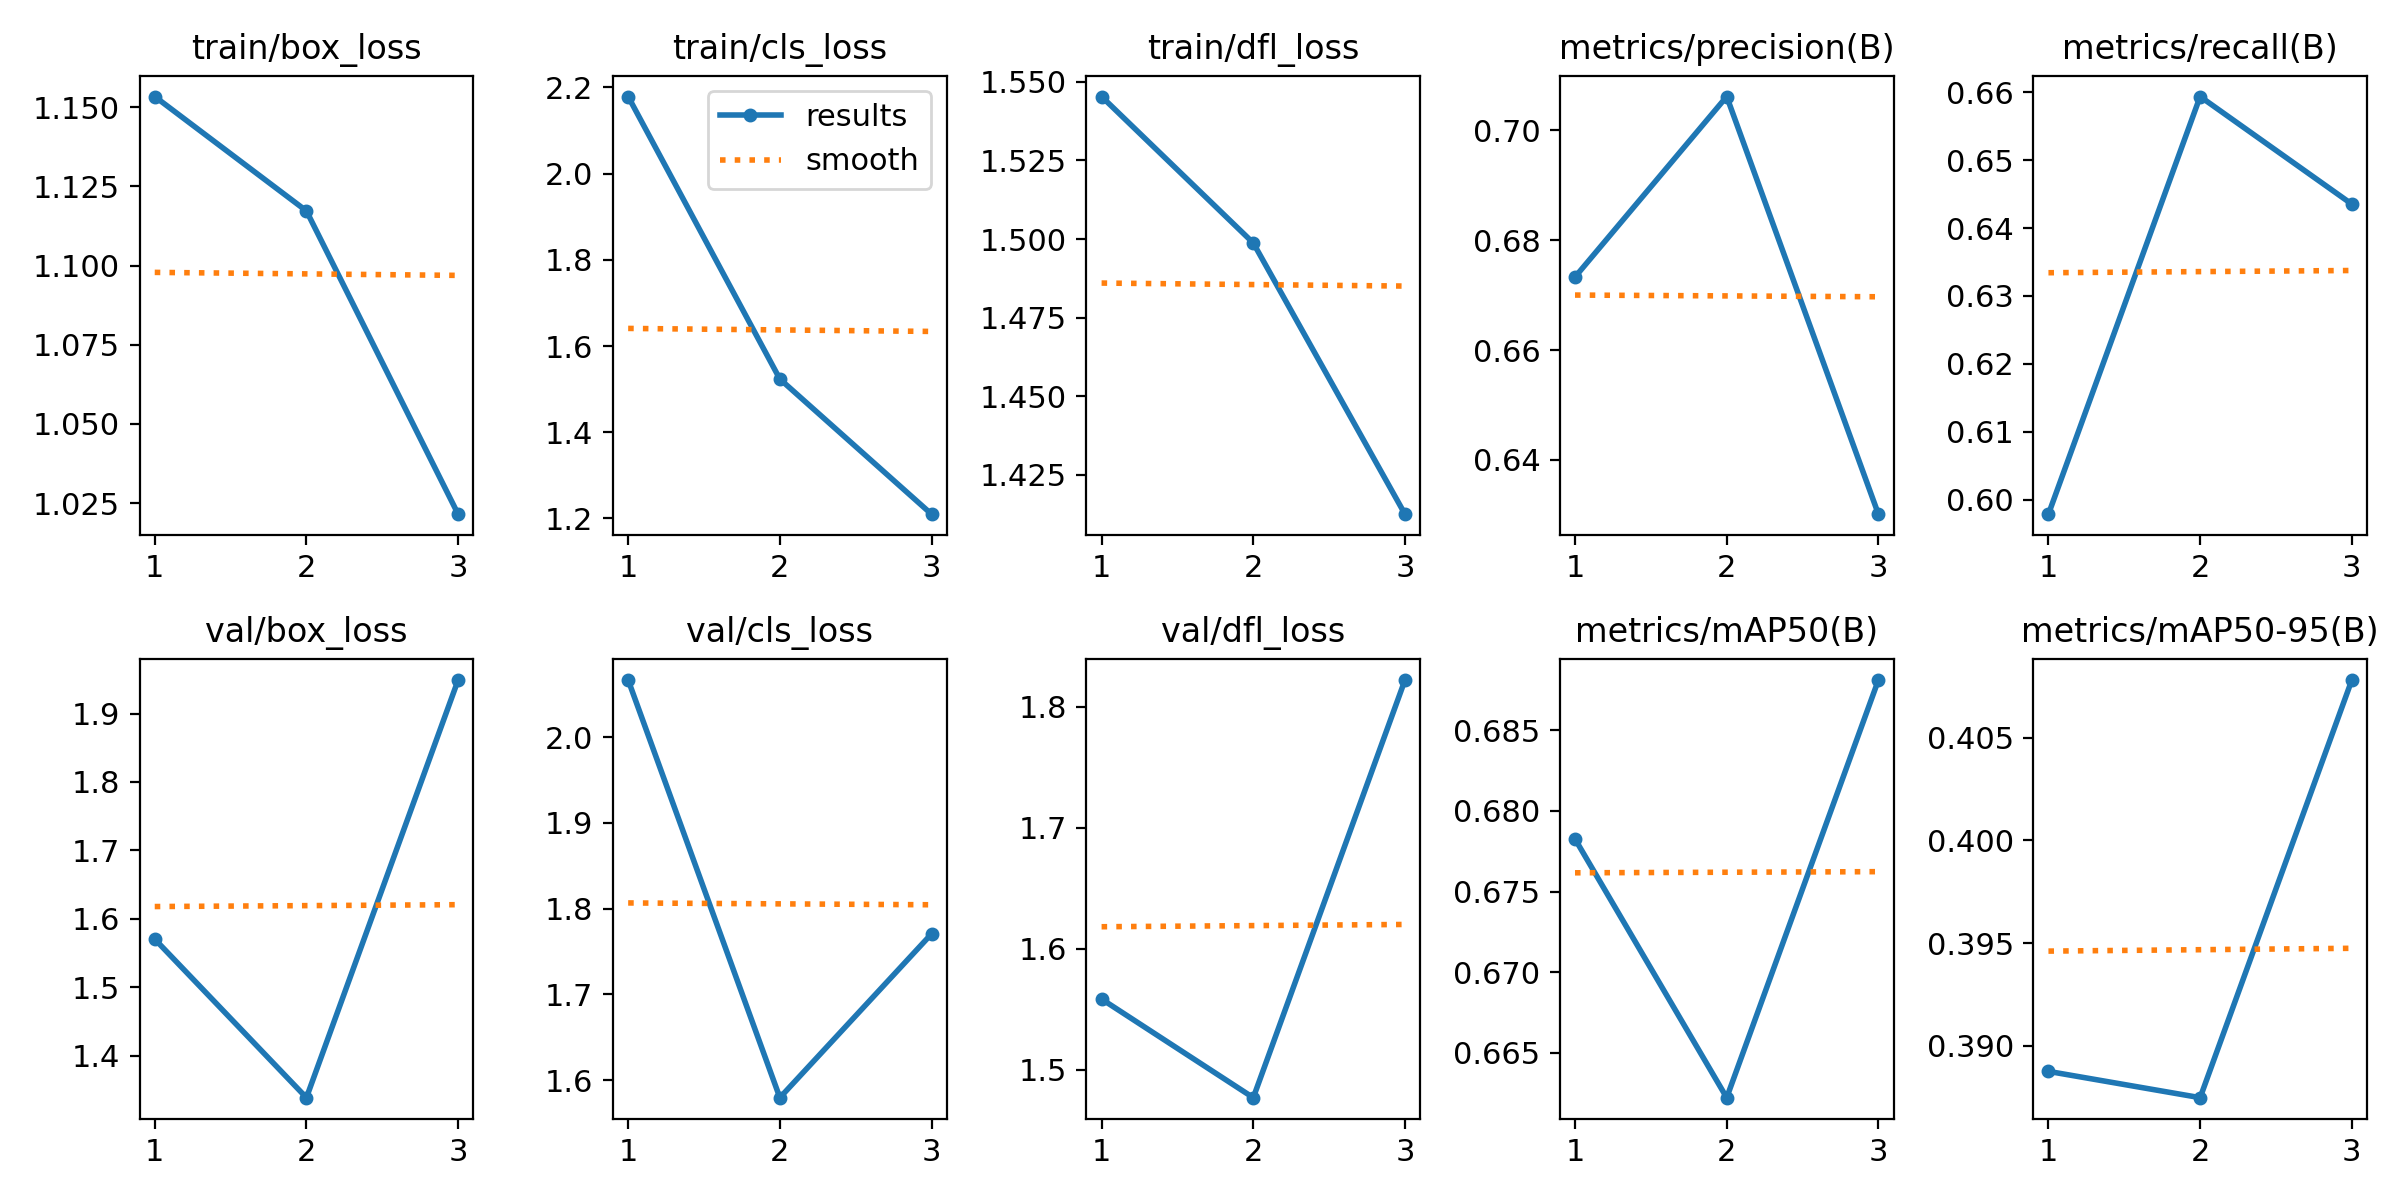 train/box_loss
1.150
1.125
1.100
1.075
1.050
1.025
1 2 3
train/cls_loss
2.2
2.0
1.8
1.6
1.4
1.2
results
smooth
1 2 3
train/dfl_loss
1.550
1.525
1.500
1.475
1.450
1.425
1 2 3
metrics/precision(B)
0.70
0.68
0.66
0.64
1 2 3
metrics/recall(B)
0.66
0.65
0.64
0.63
0.62
0.61
0.60
1 2 3
val/box_loss
1.9
1.8
1.7
1.6
1.5
1.4
1 2 3
val/cls_loss
2.0
1.9
1.8
1.7
1.6
1 2 3
val/dfl_loss
1.8
1.7
1.6
1.5
1 2 3
metrics/mAP50(B)
0.685
0.680
0.675
0.670
0.665
1 2 3
metrics/mAP50-95(B)
0.405
0.400
0.395
0.390
1 2 3